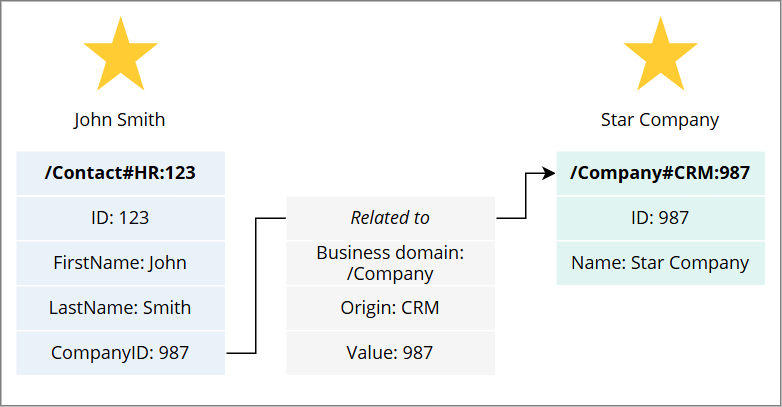 John Smith
/Contact#HR:123
ID: 123
FirstName: John
LastName: Smith
CompanyID: 987
Related to
Business domain:
/Company
Origin: CRM
Value: 987
Star Company
/Company#CRM:987
ID: 987
Name: Star Company